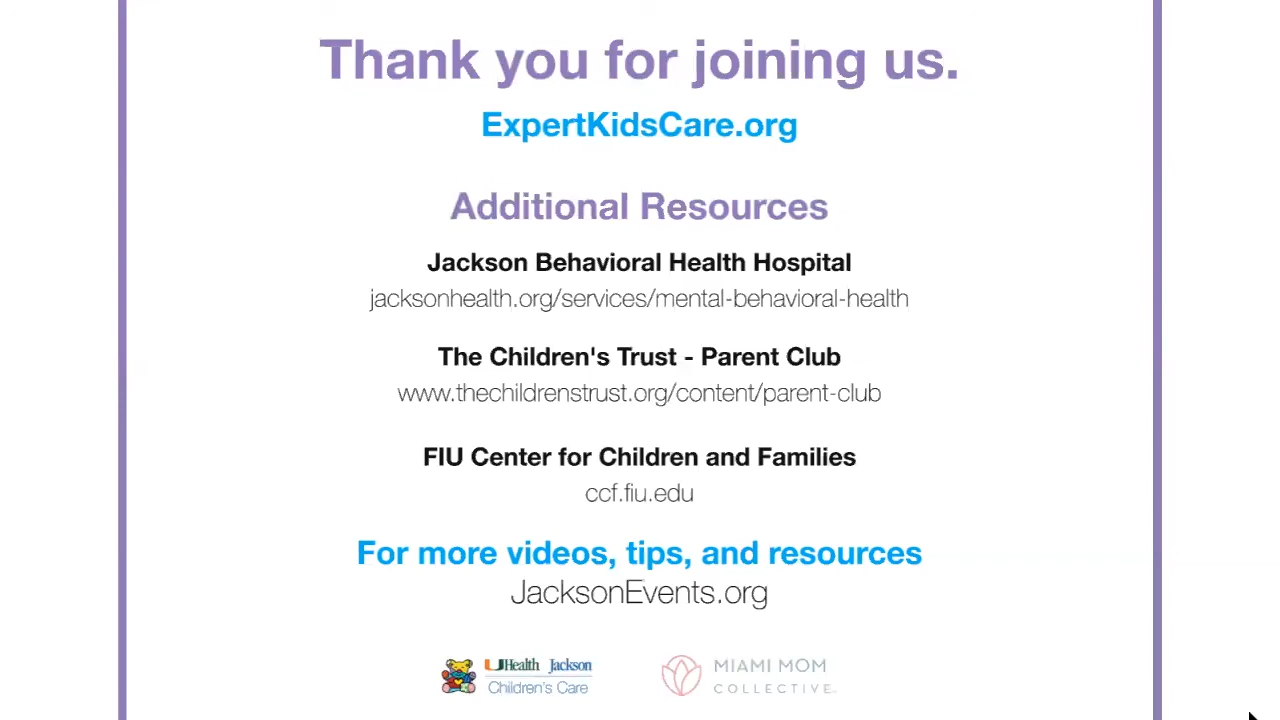 Thank you for joining us.
ExpertKidsCare.org
Additional Resources
Jackson Behavioral Health Hospital
jacksonhealth.org/services/mental-behavioral-health
The Children's Trust - Parent Club
www.thechildrenstrust.org/content/parent-club
FIU Center for Children and Families
ccf.fiu.edu
For more videos, tips, and resources
JacksonEvents.org
UHealth Jackson
Children's Care
MIAMI MOM
COLLECTIVE